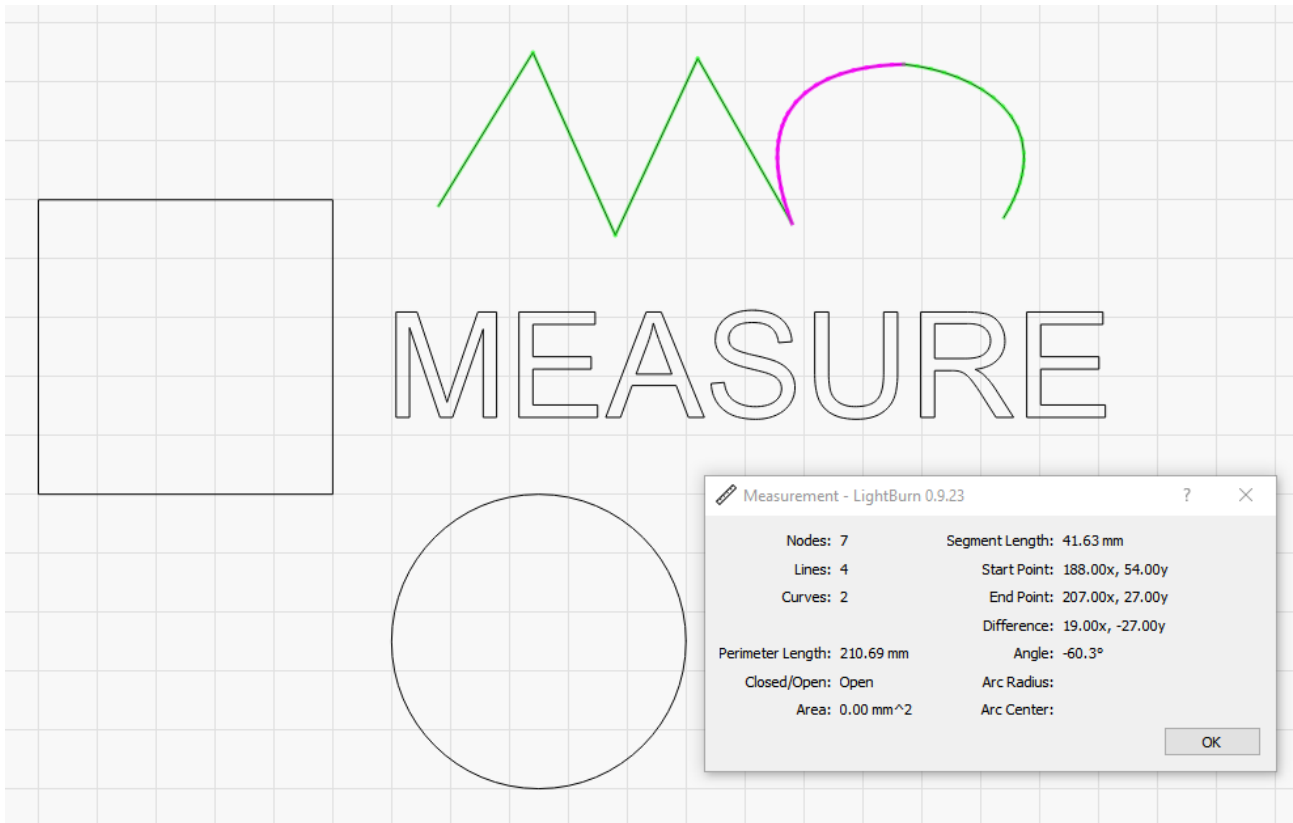 MEASURE
Measurement - LightBurn 0.9.23
Nodes: 7
Lines: 4
Curves: 2
Perimeter Length: 210.69 mm
Closed/Open: Open
Area: 0.00 mm^2
Segment Length: 41.63 mm
Start Point: 188.00x, 54.00y
End Point: 207.00x, 27.00y
Difference: 19.00x, -27.00y
Angle: -60.3°
Arc Radius:
Arc Center:
OK